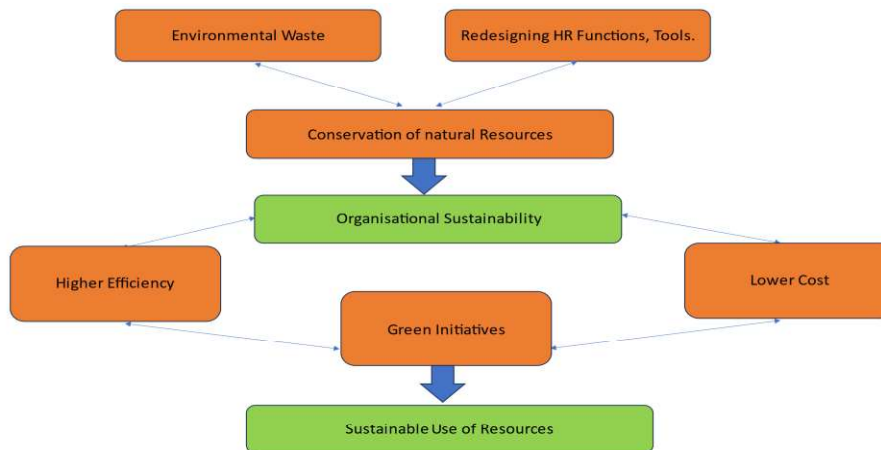 Environmental Waste
Redesigning HR Functions, Tools.
Conservation of natural Resources
Organisational Sustainability
Higher Efficiency
Lower Cost
Green Initiatives
Sustainable Use of Resources